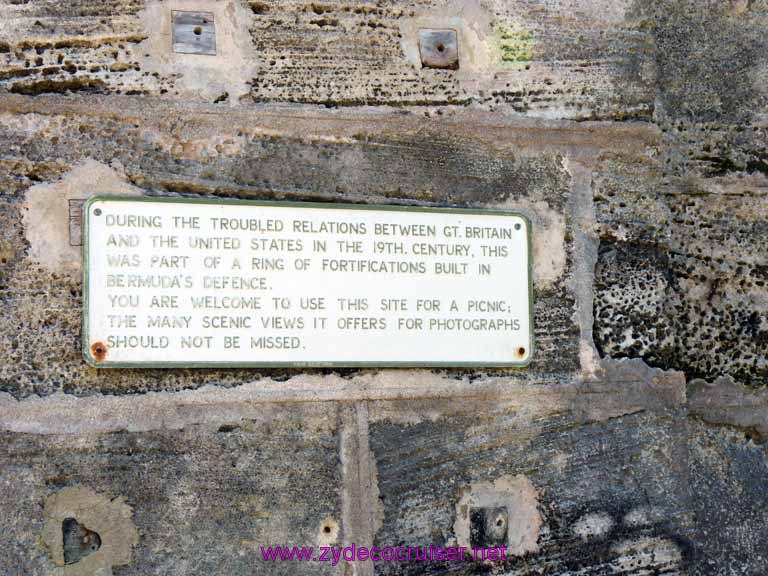 DURING THE TROUBLED RELATIONS BETWEEN GT. BRITAIN
AND THE UNITED STATES IN THE 19TH. CENTURY, THIS
WAS PART OF A RING OF FORTIFICATIONS BUILT IN
BERMUDA'S DEFENCE.
YOU ARE WELCOME TO USE THIS SITE FOR A PICNIC;
THE MANY SCENIC VIEWS IT OFFERS FOR PHOTOGRAPHS
SHOULD NOT BE MISSED.
www.zydecocruiser.net